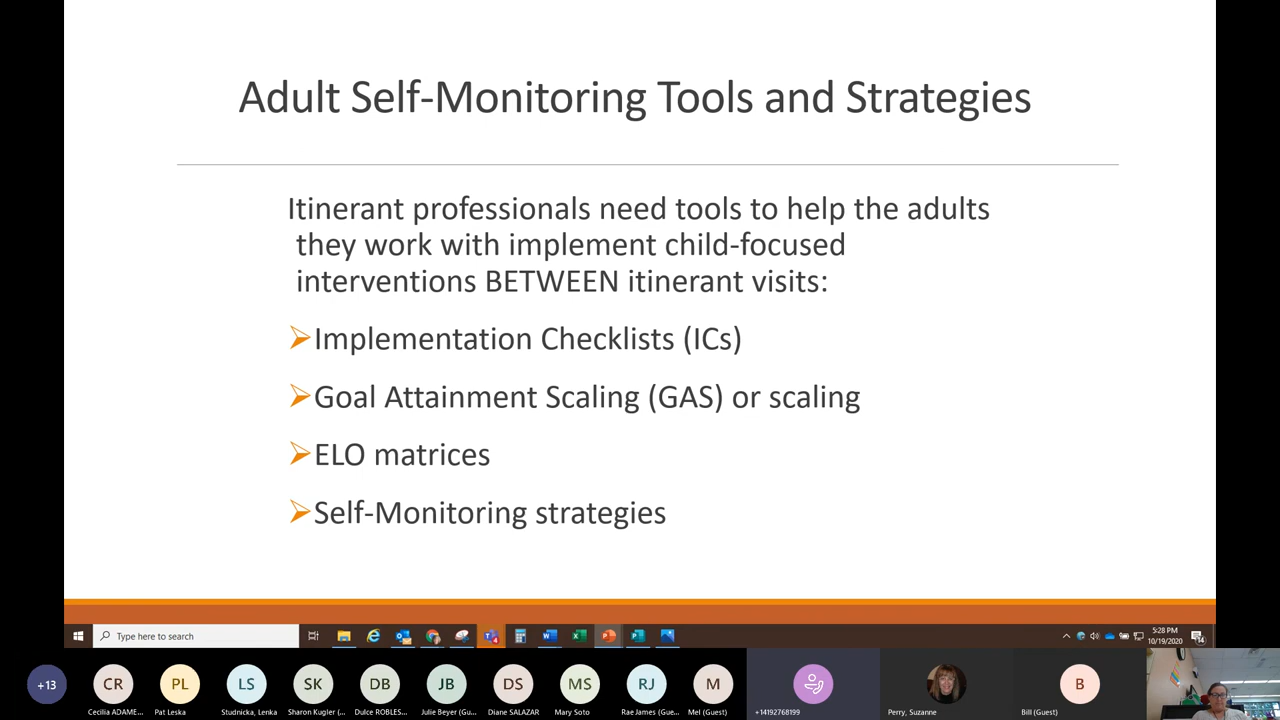 Adult Self-Monitoring Tools and Strategies
Itinerant professionals need tools to help the adults
they work with implement child-focused
interventions BETWEEN itinerant visits:
Implementation Checklists (ICs)
Goal Attainment Scaling (GAS) or scaling
ELO matrices
Self-Monitoring strategies
Type here to search
5:28 PM
10/19/2020
+13
CR
PL
LS
SK
DB
JB
DS
MS
RJ
M
B
Cecilia ADAME...
Pat Leska
Studnicka, Lenka
Sharon Kugler (...
Dulce ROBLES...
Julie Beyer (Gu...
Diane SALAZAR
Mary Soto
Rae James (Gue...
Mel (Guest)
+14192768199
Perry, Suzanne
Bill (Guest)